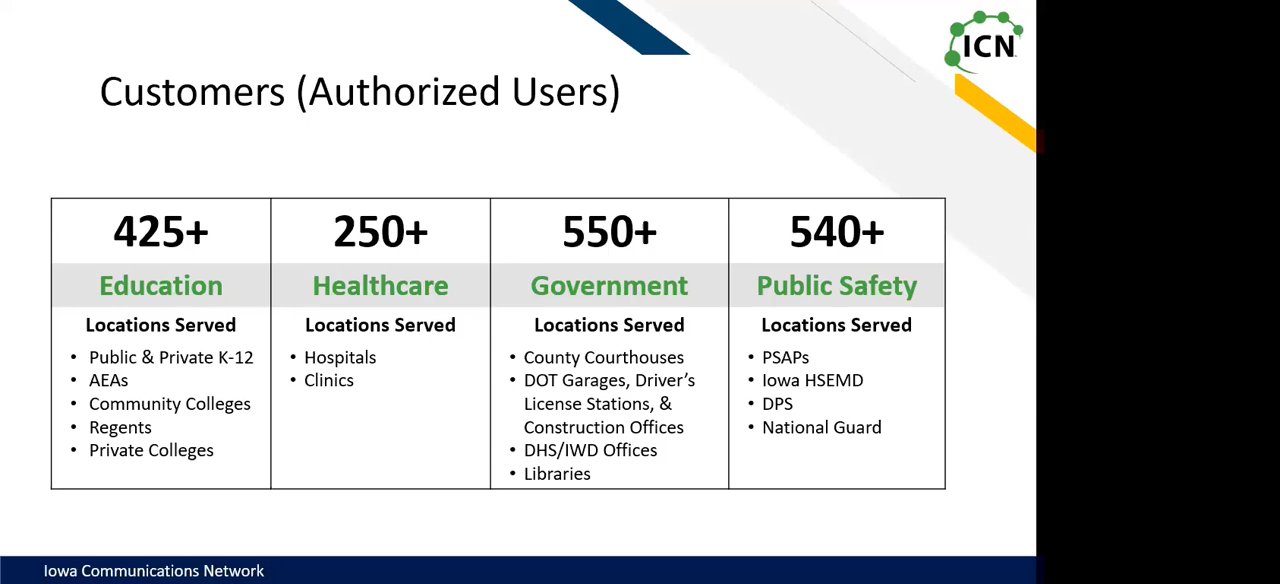 ICN
Customers (Authorized Users)
425+
Education
Locations Served
• Public & Private K-12
• AEAs
• Community Colleges
• Regents
• Private Colleges
250+
Healthcare
Locations Served
• Hospitals
• Clinics
550+
Government
Locations Served
• County Courthouses
• DOT Garages, Driver's
License Stations, &
Construction Offices
• DHS/IWD Offices
• Libraries
540+
Public Safety
Locations Served
• PSAPs
• Iowa HSEMD
• DPS
• National Guard
Iowa Communications Network